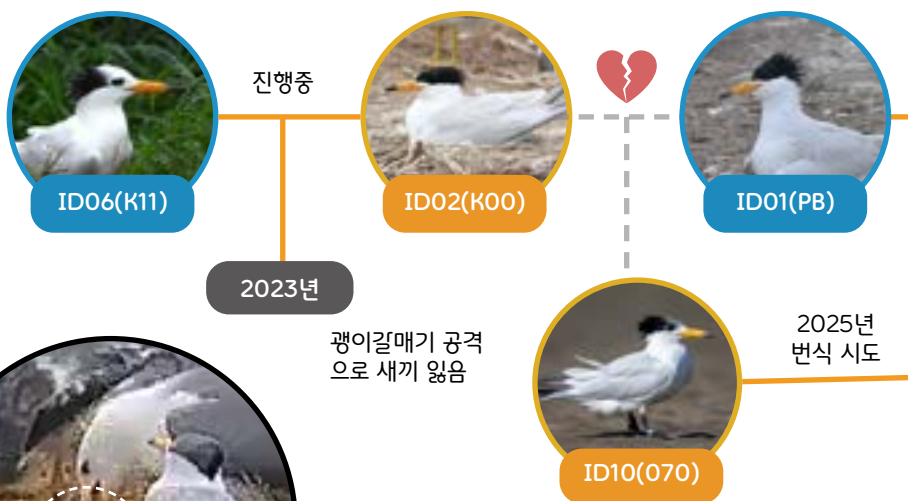 진행중
ID06(K11)
ID02(K00)
ID01(PB)
2023년
괭이갈매기 공격
으로 새끼 잃음
2025년
번식 시도
ID10(070)